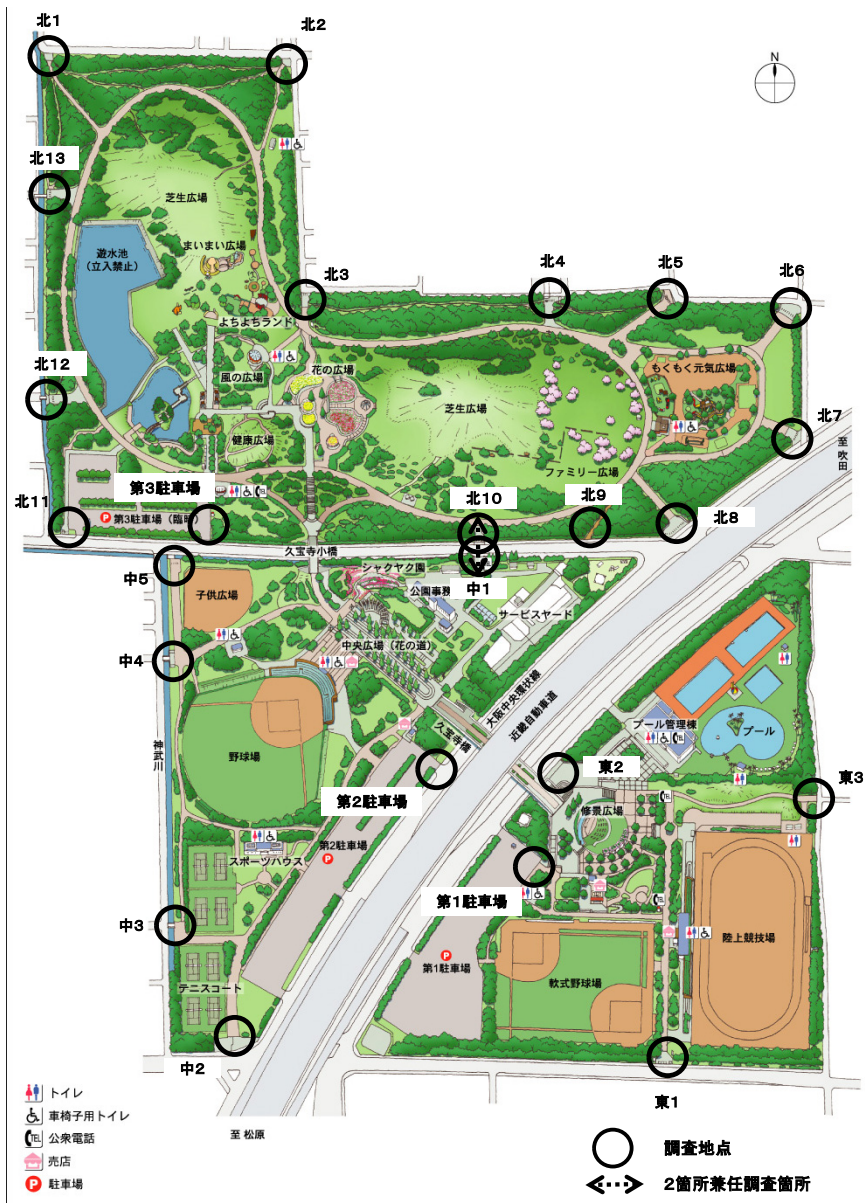 北1
北2
N
北13
芝生広場
まいまい広場
遊水池
(立入禁止)
北3
北4
北5
北6
よちよちランド
風の広場
花の広場
北12
芝生広場
もくもく元気広場
健康広場
北7
至 吹田
ファミリー広場
第3駐車場
北11
P 第3駐車場(臨時)
TEL
北10
北9
北8
久宝寺小橋
シャクヤク園
中1
中5
子供広場
公園事務
サービスヤード
中央広場(花の道)
中4
大阪中央環状線
近畿自動車道
神武川
野球場
久宝寺橋
プール管理棟
TEL
プール
第2駐車場
東2
東3
修景広場
TEL
第2駐車場
P
スポーツハウス
第1駐車場
TEL
中3
陸上競技場
P
第1駐車場
軟式野球場
テニスコート
中2
東1
トイレ
車椅子用トイレ
TEL 公衆電話
売店
P 駐車場
至 松原
調査地点
2箇所兼任調査箇所